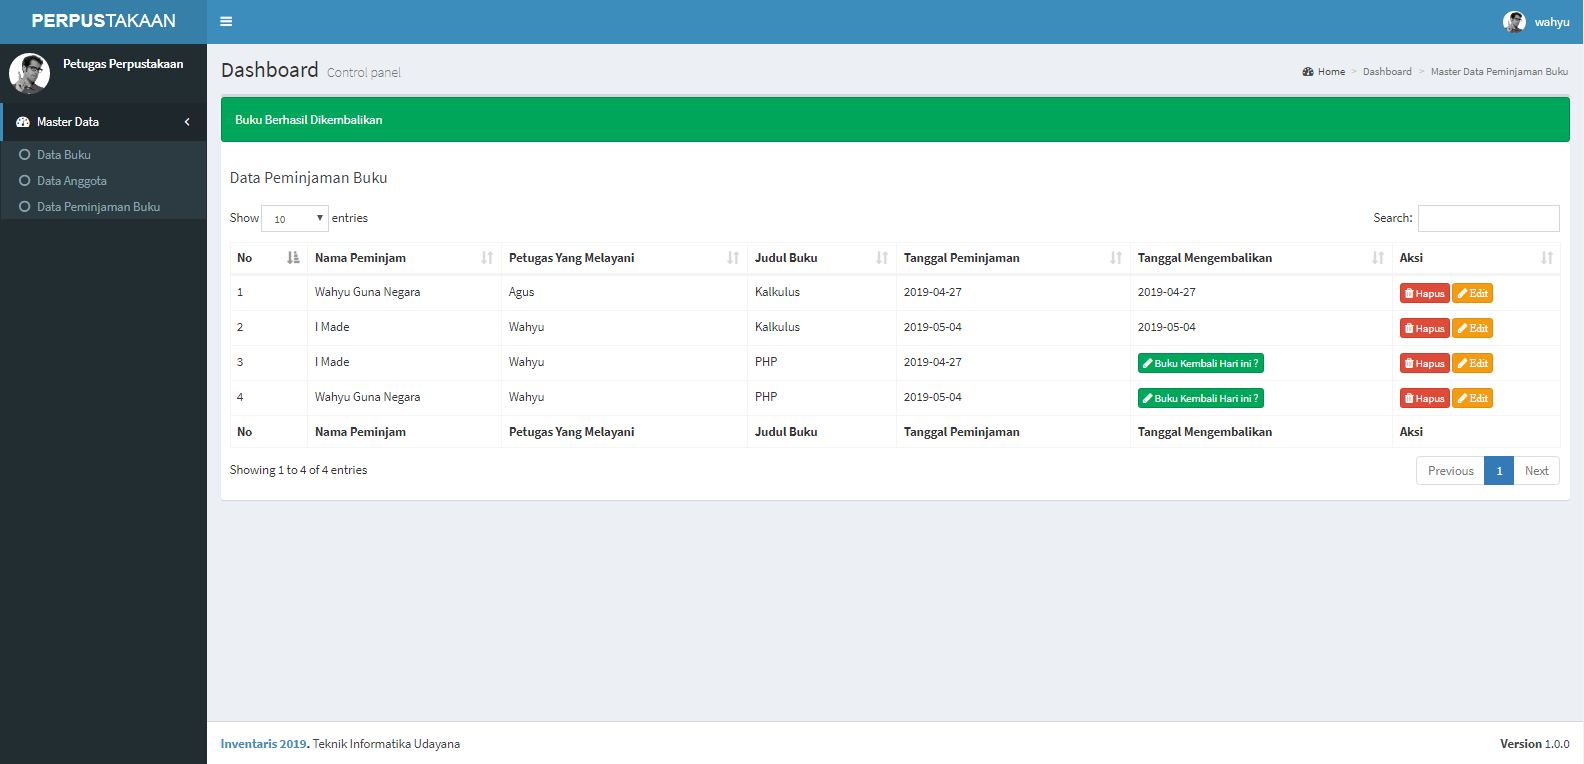 PERPUSTAKAAN
wahyu
Petugas Perpustakaan
Master Data
Data Buku
Data Anggota
Data Peminjaman Buku
Dashboard Control panel
Home > Dashboard > Master Data Peminjaman Buku
Buku Berhasil Dikembalikan
Data Peminjaman Buku
Show 10 entries
Search:
No Nama Peminjam Petugas Yang Melayani Judul Buku Tanggal Peminjaman Tanggal Mengembalikan Aksi
1 Wahyu Guna Negara Agus Kalkulus 2019-04-27 2019-04-27 Hapus Edit
2 I Made Wahyu Kalkulus 2019-05-04 2019-05-04 Hapus Edit
3 I Made Wahyu PHP 2019-04-27 Buku Kembali Hari ini ? Hapus Edit
4 Wahyu Guna Negara Wahyu PHP 2019-05-04 Buku Kembali Hari ini ? Hapus Edit
No Nama Peminjam Petugas Yang Melayani Judul Buku Tanggal Peminjaman Tanggal Mengembalikan Aksi
Showing 1 to 4 of 4 entries
Previous 1 Next
Inventaris 2019. Teknik Informatika Udayana
Version 1.0.0